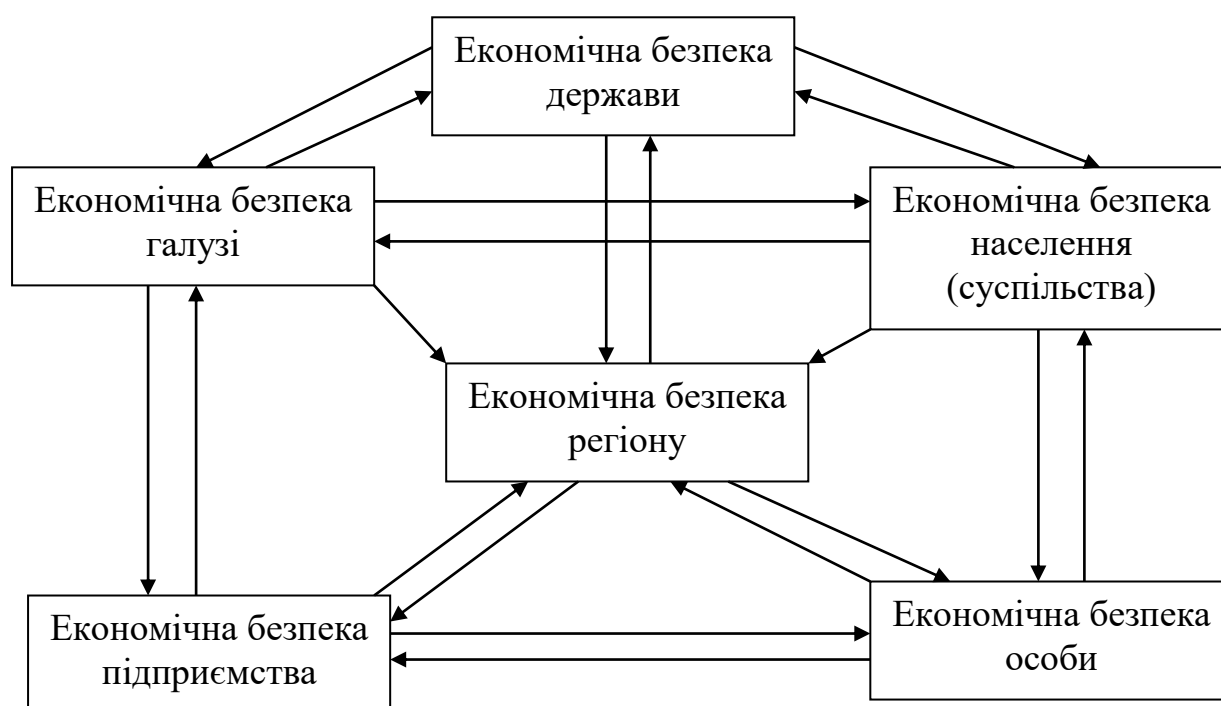 Економічна безпека
держави
Економічна безпека
галузі
Економічна безпека
населення
(суспільства)
Економічна безпека
регіону
Економічна безпека
підприємства
Економічна безпека
особи